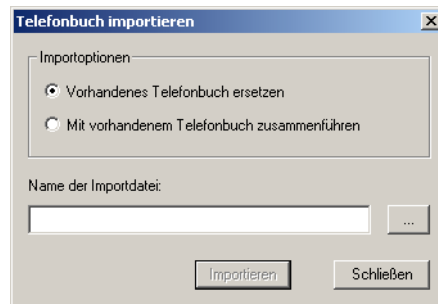 Telefonbuch importieren
Importoptionen
Vorhandenes Telefonbuch ersetzen
Mit vorhandenem Telefonbuch zusammenführen
Name der Importdatei:
...
Importieren Schließen